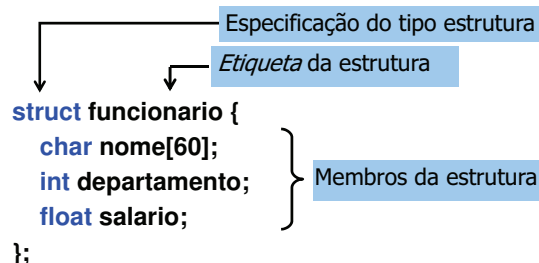 Especificação do tipo estrutura
Etiqueta da estrutura
struct funcionario {
char nome[60];
int departamento;
float salario;
};
Membros da estrutura